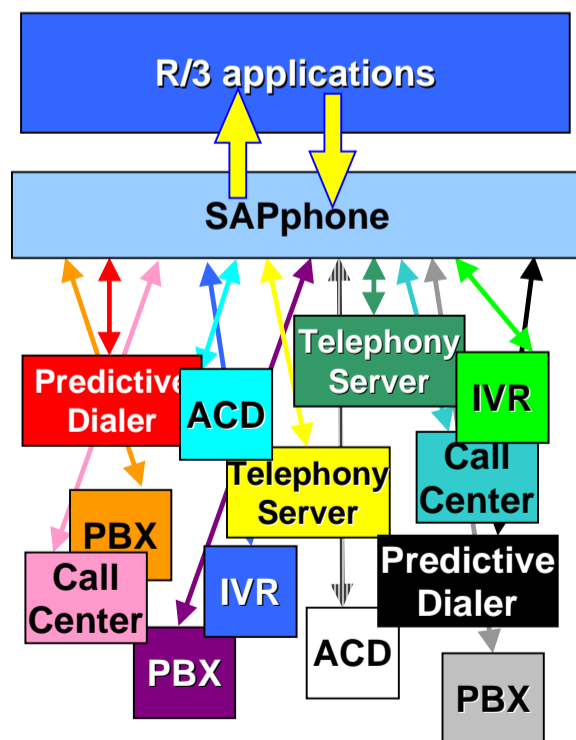 R/3 applications
SAPphone
Telephony
Server
Predictive
Dialer
ACD
IVR
Call
Center
Telephony
Server
PBX
Predictive
Dialer
Call
Center
IVR
ACD
PBX
PBX